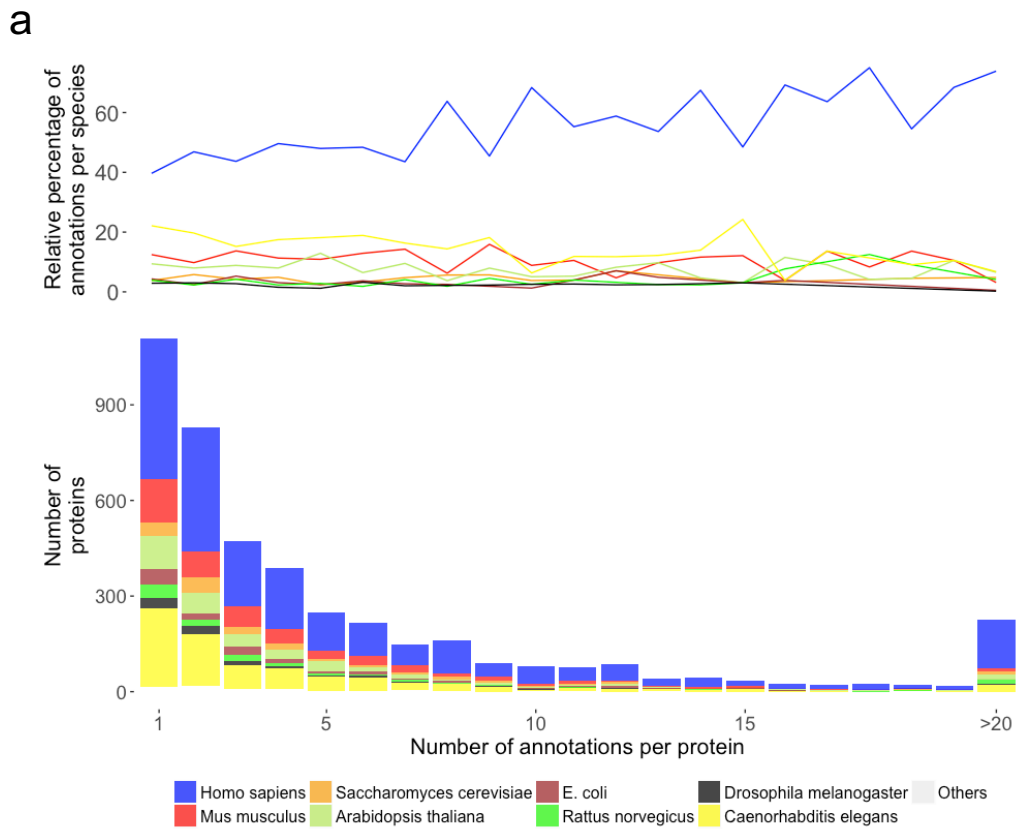 a
Relative percentage of
annotations per species
60
40
20
0
Number of
proteins
900
600
300
0
1
5
10
15
>20
Number of annotations per protein
Homo sapiens
Saccharomyces cerevisiae
E. coli
Drosophila melanogaster
Others
Mus musculus
Arabidopsis thaliana
Rattus norvegicus
Caenorhabditis elegans